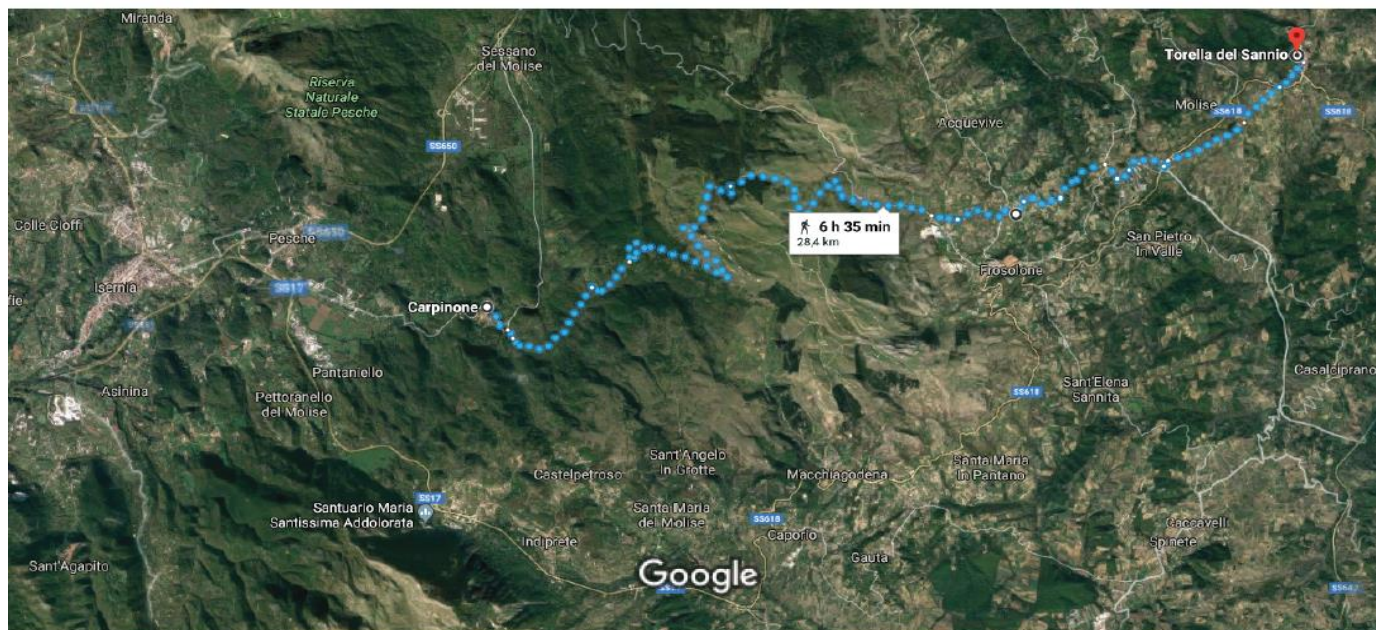 Miranda
Sessano
del Molise
Riserva
Naturale
Statale Pesche
Torella del Sannio
Molise
SS618
SS618
Acquevive
SS650
Colle Cioffi
Pesche
6 h 35 min
28,4 km
San Pietro
In Valle
Isernia
SS17
Frosolone
Carpinone
Pantaniello
Casalciprano
Asinina
Pettoranello
del Molise
Sant'Elena
Sannita
SS618
Sant'Angelo
In Grotte
Castelpetroso
Macchiagodena
Santa Maria
In Pantano
SS17
Santuario Maria
Santissima Addolorata
Santa Maria
del Molise
SS618
Caporio
Indiprete
Gauta
Spinete
Sant'Agapito
Google